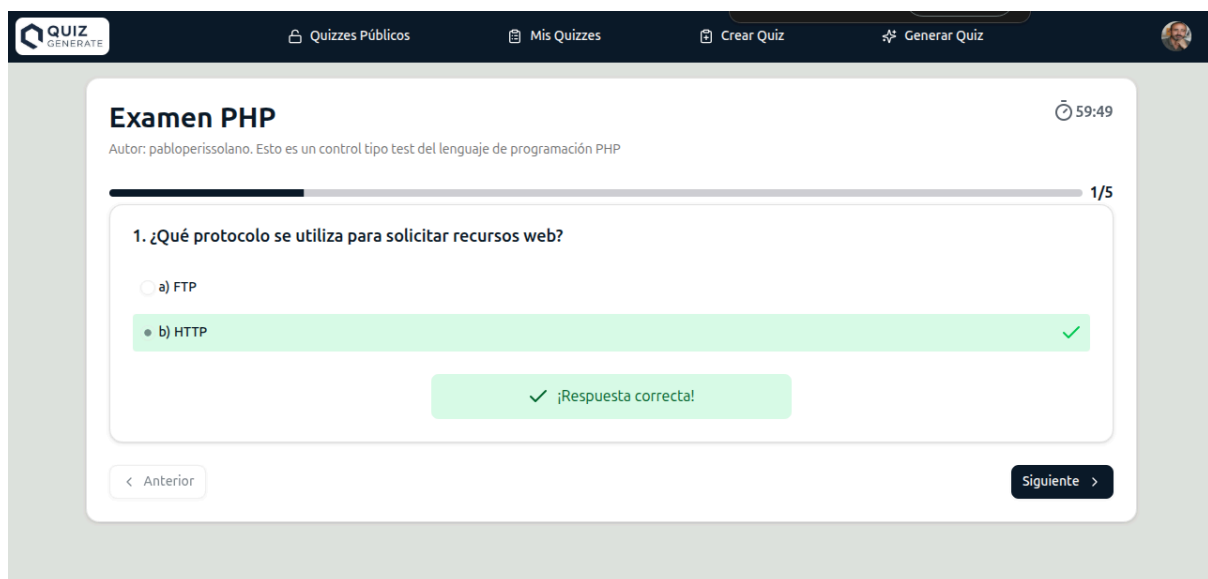 QUIZ
GENERATE
Quizzes Públicos
Mis Quizzes
Crear Quiz
Generar Quiz
Examen PHP
59:49
Autor: pabloperissolano. Esto es un control tipo test del lenguaje de programación PHP
1/5
1. ¿Qué protocolo se utiliza para solicitar recursos web?
a) FTP
b) HTTP
¡Respuesta correcta!
Anterior
Siguiente